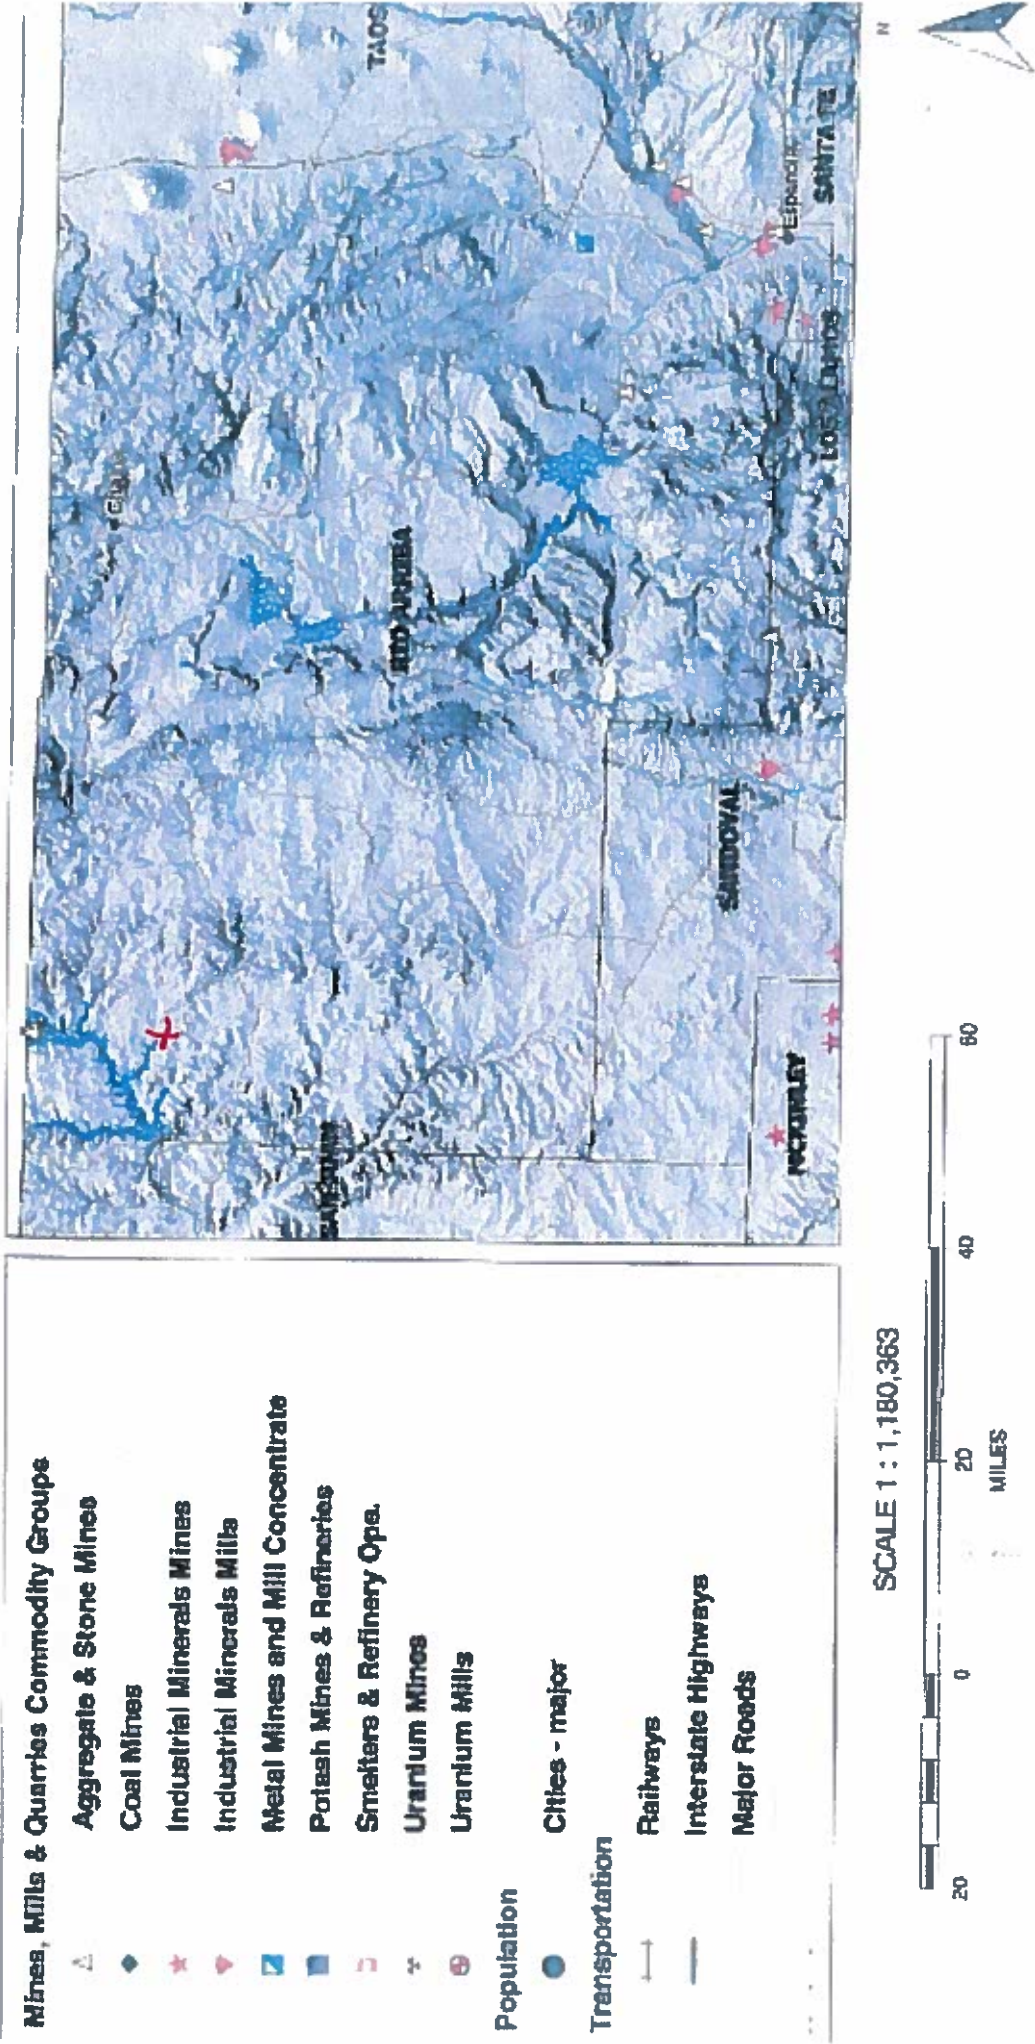 Mines, Mills & Quarries Commodity Groups
Aggregate & Stone Mines
Coal Mines
Industrial Minerals Mines
Industrial Minerals Mills
Metal Mines and Mill Concentrate
Potash Mines & Refineries
Smelters & Refinery Ops.
Uranium Mines
Uranium Mills
Population
Cities - major
Transportation
Railways
Interstate Highways
Major Roads
TAOS
RIO ARRIBA
SANDOVAL
MCKINLEY
LOS ALAMOS
SANTA FE
Espanola
SCALE 1 : 1,180,363
20
0
20
40
60
MILES
N